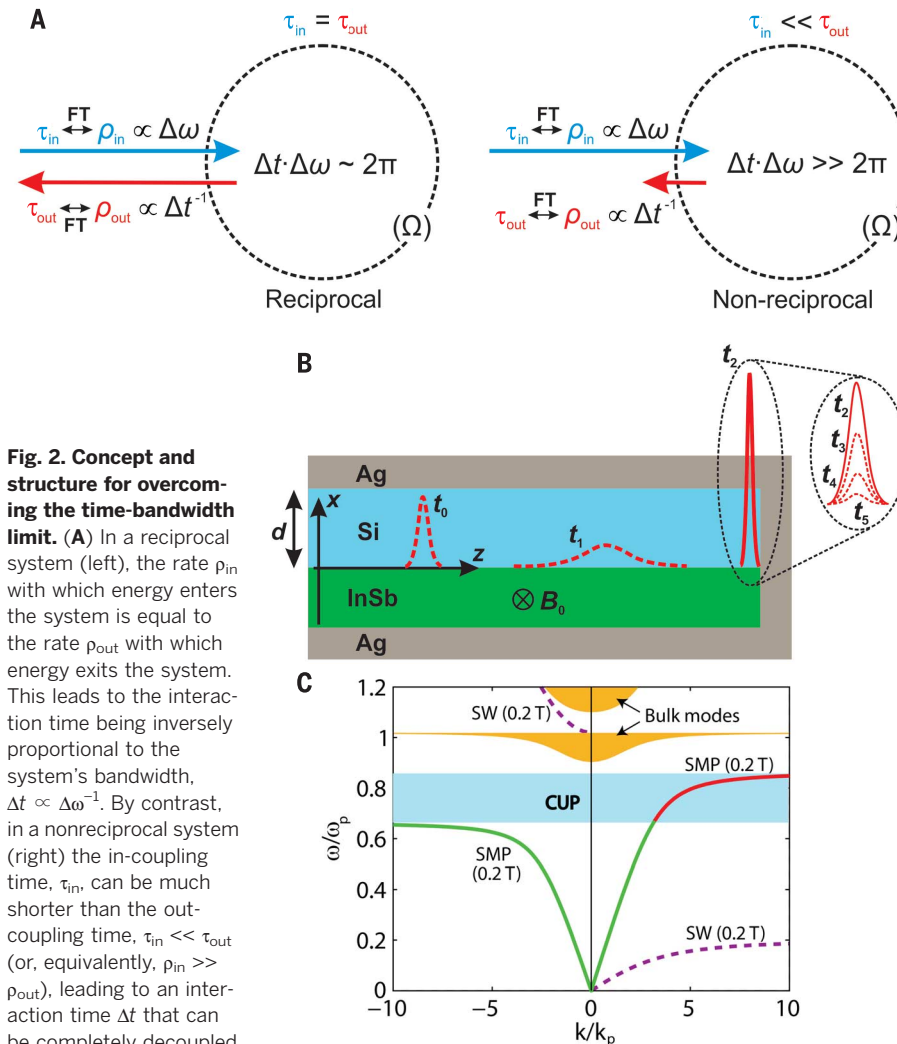 A
τin = τout
τin << τout
FT
τin ↔ ρin ∝ Δω
Δt·Δω ~ 2π
τout ↔ ρout ∝ Δt⁻¹
FT
(Ω)
Reciprocal
FT
τin ↔ ρin ∝ Δω
Δt·Δω >> 2π
FT
τout ↔ ρout ∝ Δt⁻¹
(Ω)
Non-reciprocal
Fig. 2. Concept and
structure for overcom-
ing the time-bandwidth
limit. (A) In a reciprocal
system (left), the rate ρin
with which energy enters
the system is equal to
the rate ρout with which
energy exits the system.
This leads to the interac-
tion time being inversely
proportional to the
system's bandwidth,
Δt ∝ Δω⁻¹. By contrast,
in a nonreciprocal system
(right) the in-coupling
time, τin, can be much
shorter than the out-
coupling time, τin << τout
(or, equivalently, ρin >>
ρout), leading to an inter-
action time Δt that can
be completely decoupled
B
t2
t2
t3
t4
t5
Ag
x
t0
d
Si
t1
z
InSb
B0
Ag
C
1.2
SW (0.2 T)
Bulk modes
1
SMP (0.2 T)
0.8
CUP
ω/ωp
0.6
SMP
(0.2 T)
0.4
SW (0.2 T)
0.2
0
−10 −5 0 5 10
k/kp